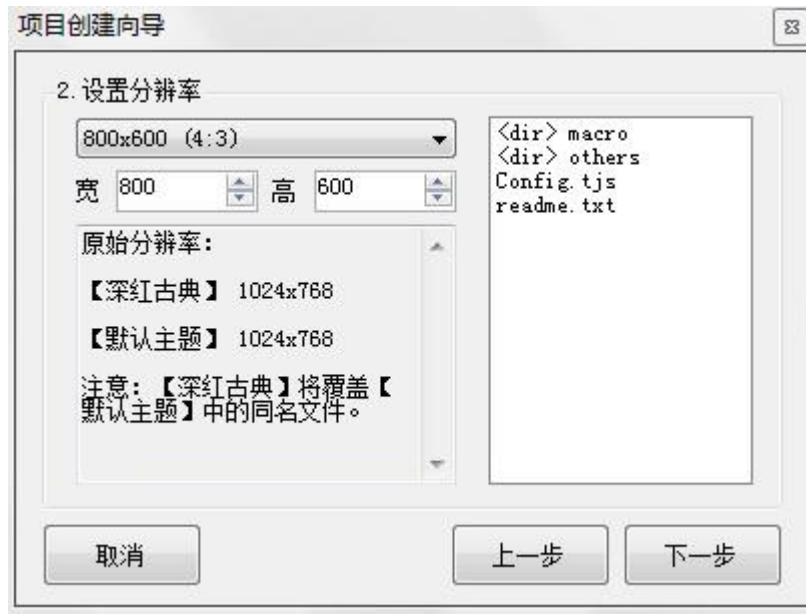 项目创建向导
2. 设置分辨率
800x600 (4:3)
宽 800 高 600
原始分辨率:
【深红古典】 1024x768
【默认主题】 1024x768
注意:【深红古典】将覆盖【
默认主题】中的同名文件。
<dir> macro
<dir> others
Config.tjs
readme.txt
取消 上一步 下一步